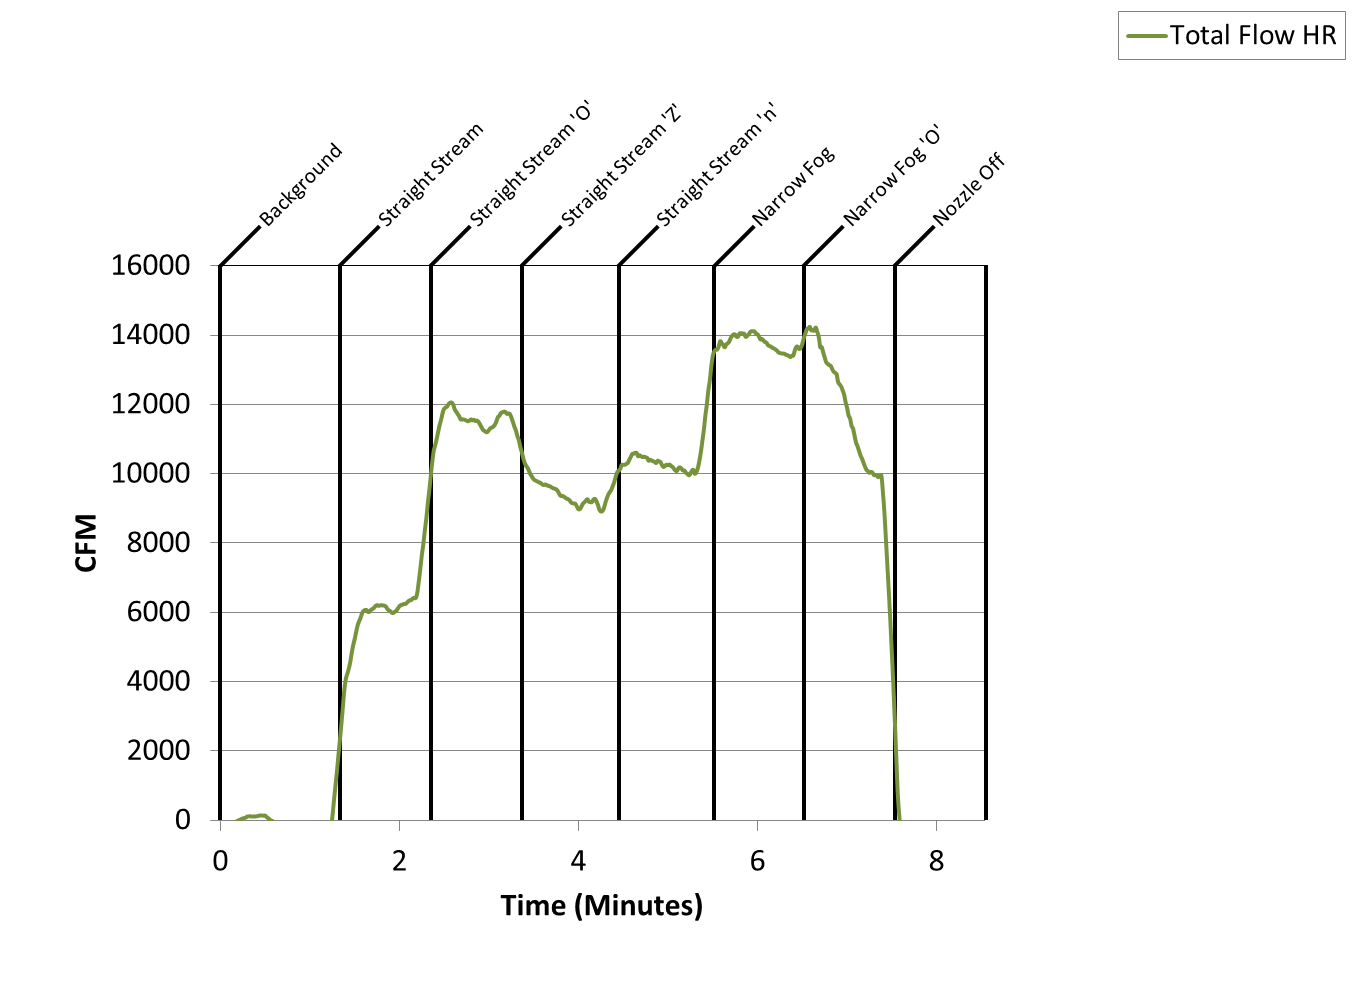 Total Flow HR
Background
Straight Stream
Straight Stream 'O'
Straight Stream 'Z'
Straight Stream 'n'
Narrow Fog
Narrow Fog 'O'
Nozzle Off
16000
14000
12000
10000
8000
6000
4000
2000
0
CFM
0 2 4 6 8
Time (Minutes)